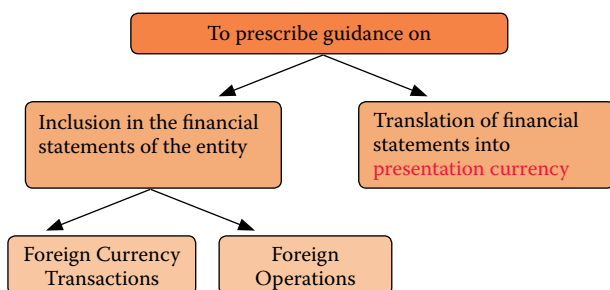 To prescribe guidance on
Inclusion in the financial
statements of the entity
Translation of financial
statements into
presentation currency
Foreign Currency
Transactions
Foreign
Operations